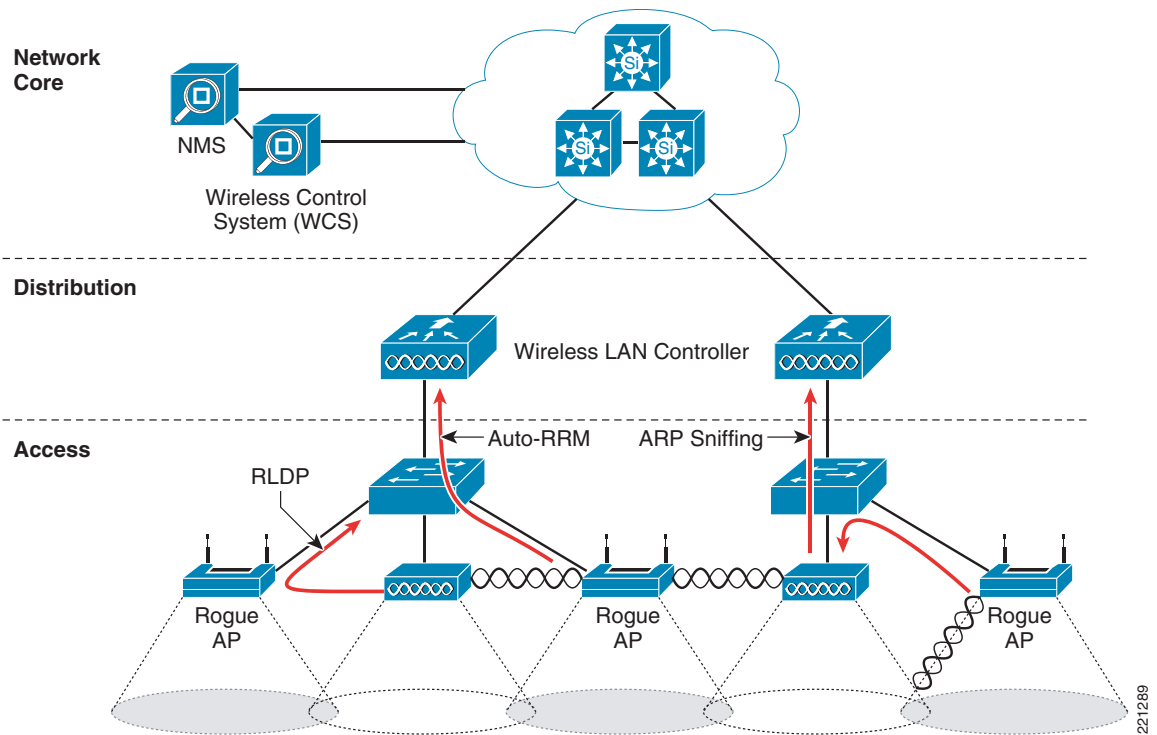 Network
Core
Si
Si
Si
NMS
Wireless Control
System (WCS)
Distribution
Wireless LAN Controller
Access
Auto-RRM
ARP Sniffing
RLDP
Rogue
AP
Rogue
AP
Rogue
AP
221289